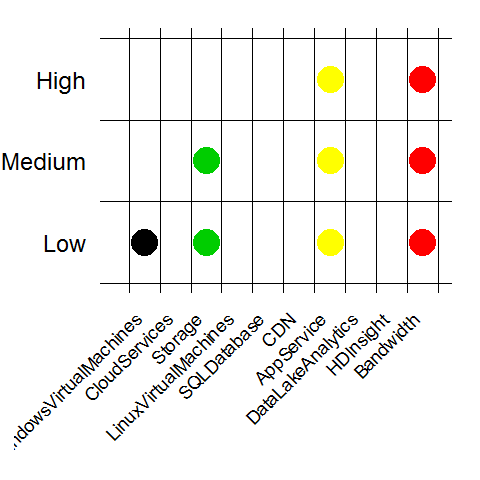 High
Medium
Low
ndowsVirtualMachines
CloudServices
Storage
LinuxVirtualMachines
SQLDatabase
CDN
AppService
DataLakeAnalytics
HDInsight
Bandwidth